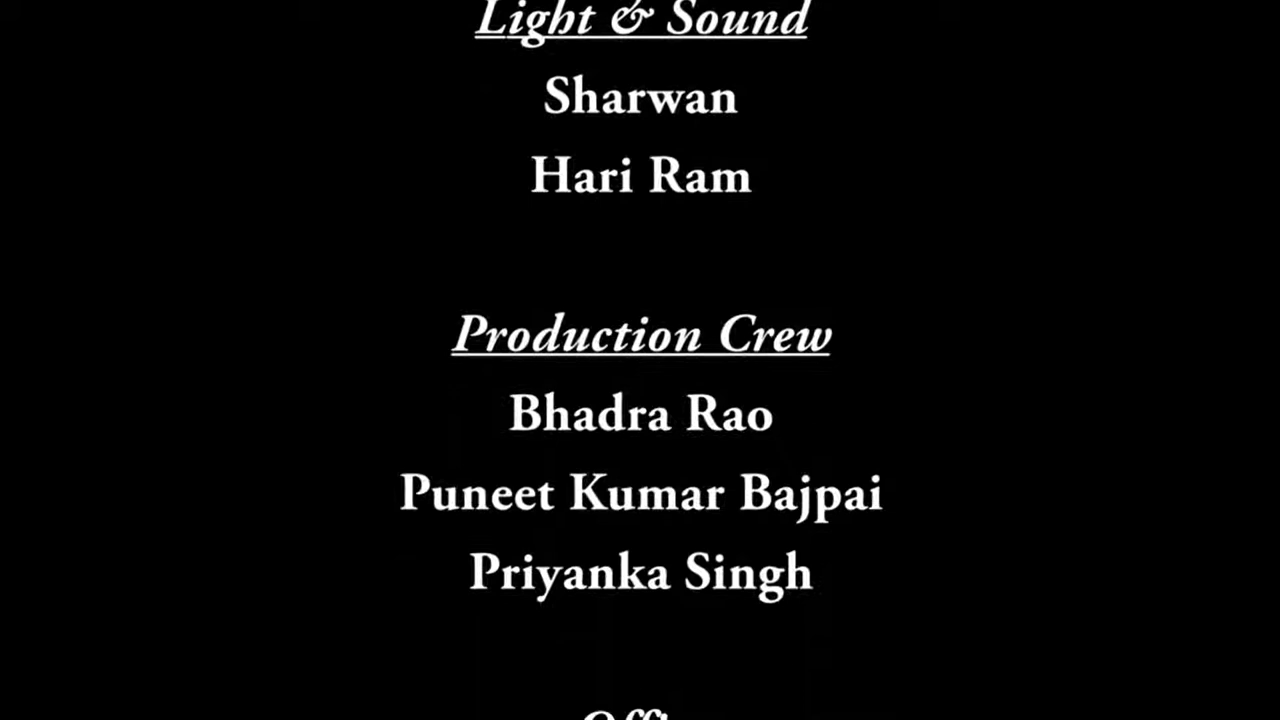 Light & Sound
Sharwan
Hari Ram
Production Crew
Bhadra Rao
Puneet Kumar Bajpai
Priyanka Singh